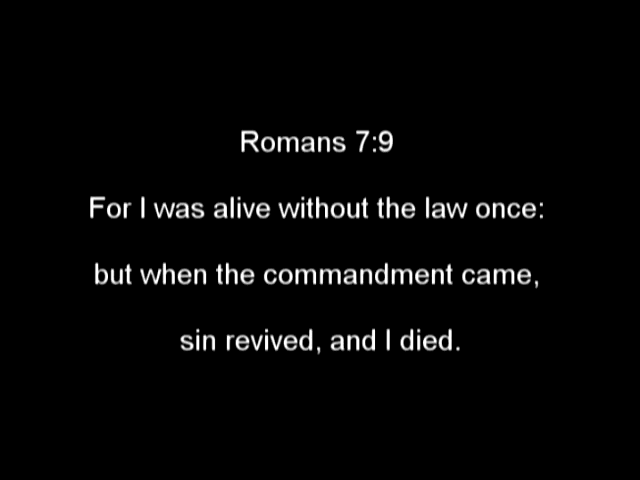 Romans 7:9
For I was alive without the law once:
but when the commandment came,
sin revived, and I died.